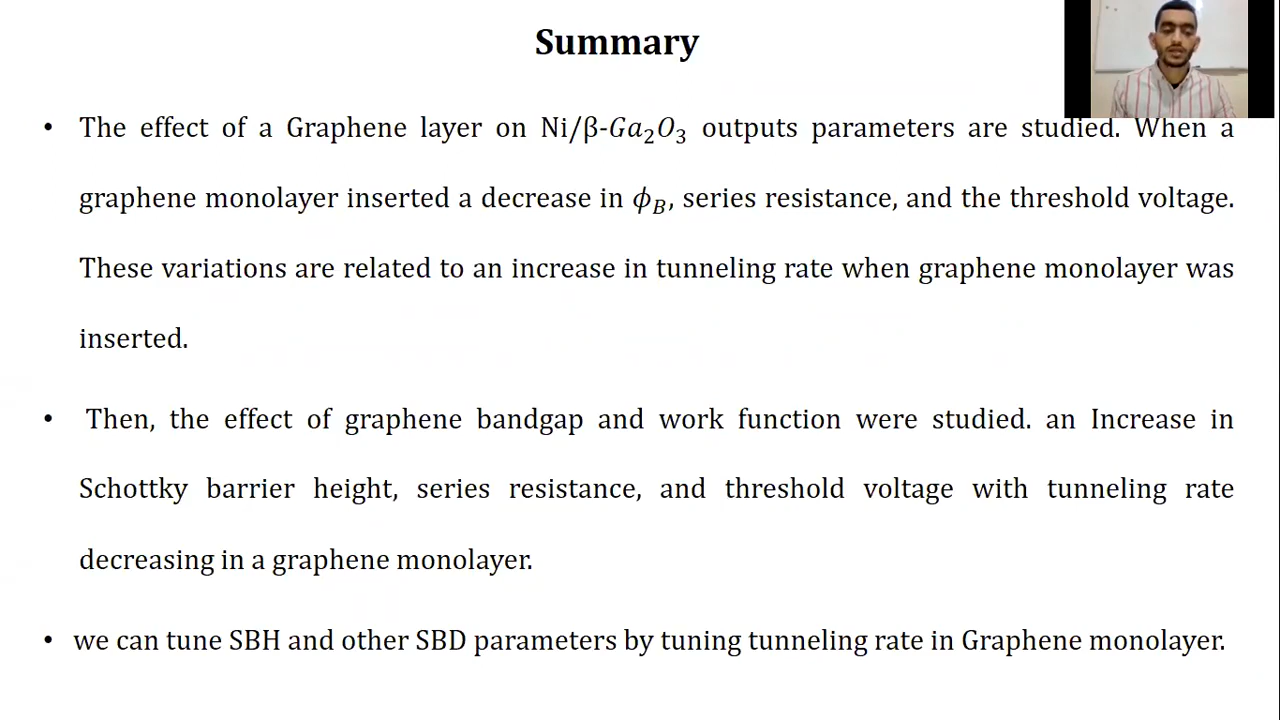 Summary
• The effect of a Graphene layer on Ni/β-Ga₂O₃ outputs parameters are studied. When a
graphene monolayer inserted a decrease in ϕ_B, series resistance, and the threshold voltage.
These variations are related to an increase in tunneling rate when graphene monolayer was
inserted.
• Then, the effect of graphene bandgap and work function were studied. an Increase in
Schottky barrier height, series resistance, and threshold voltage with tunneling rate
decreasing in a graphene monolayer.
• we can tune SBH and other SBD parameters by tuning tunneling rate in Graphene monolayer.